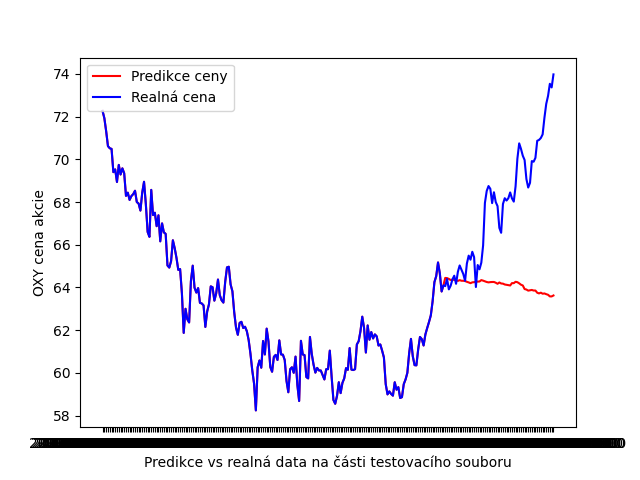 74
72
70
68
66
64
62
60
58
OXY cena akcie
Predikce ceny
Realná cena
Predikce vs realná data na části testovacího souboru